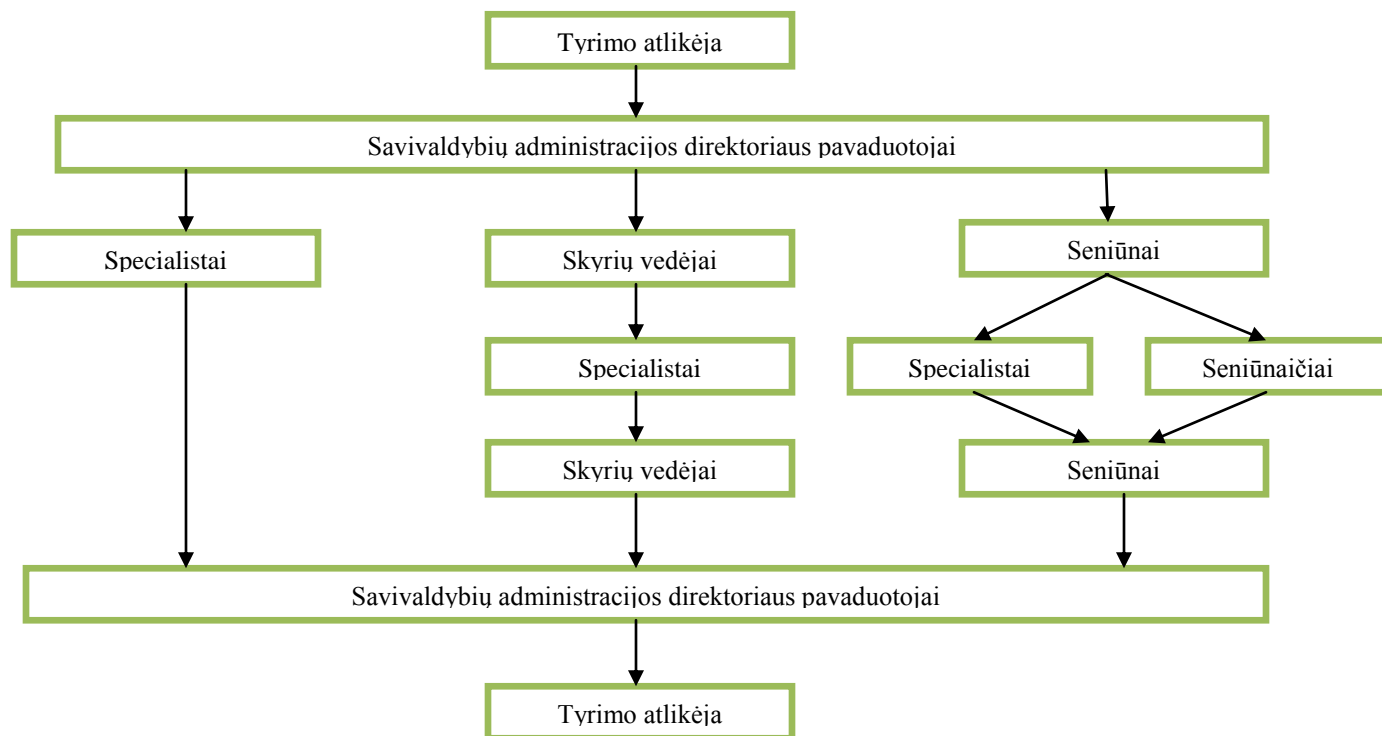 Tyrimo atlikėja
Savivaldybių administracijos direktoriaus pavaduotojai
Specialistai
Skyrių vedėjai
Seniūnai
Specialistai
Specialistai
Seniūnaičiai
Skyrių vedėjai
Seniūnai
Savivaldybių administracijos direktoriaus pavaduotojai
Tyrimo atlikėja